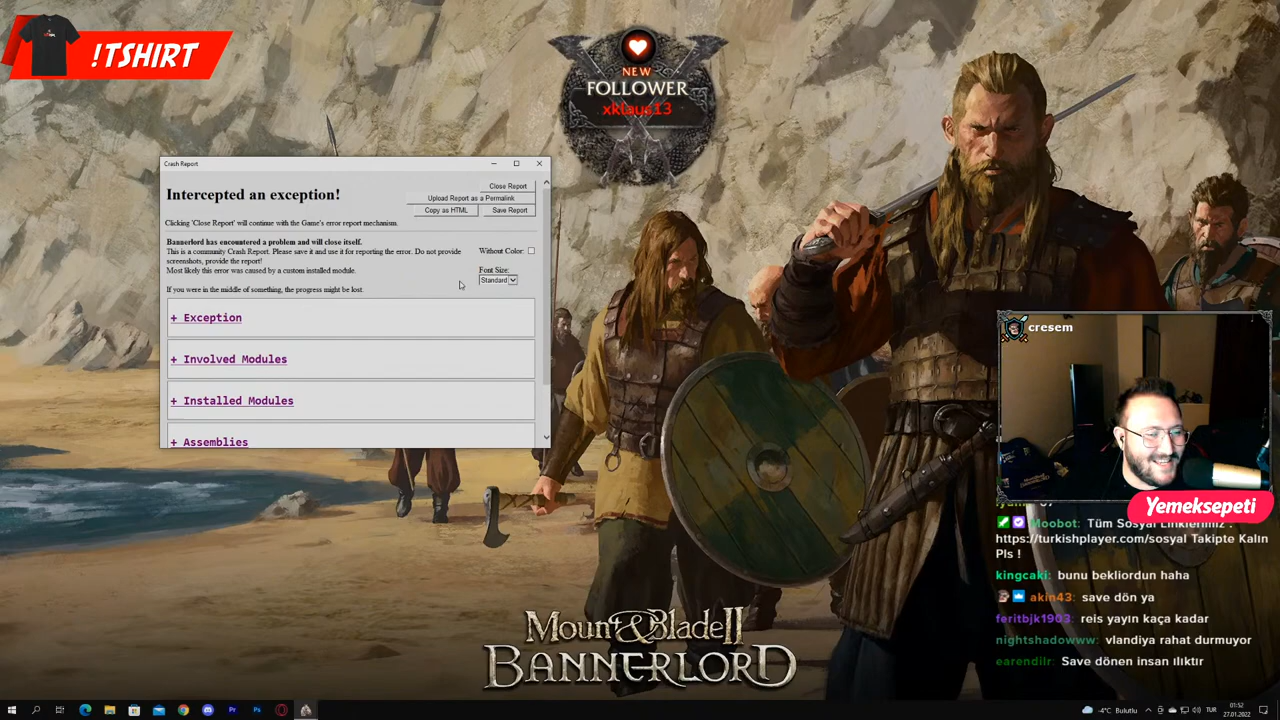 !TSHIRT
NEW
FOLLOWER
xklaus13
Crash Report
Intercepted an exception!
Close Report
Upload Report as a Permalink
Copy as HTML
Save Report
Clicking 'Close Report' will continue with the Game's error report mechanism.
Bannerlord has encountered a problem and will close itself.
This is a community Crash Report. Please save it and use it for reporting the error. Do not provide
screenshots, provide the report!
Most likely this error was caused by a custom installed module.
If you were in the middle of something, the progress might be lost.
Without Color:
Font Size:
Standard
+ Exception
+ Involved Modules
+ Installed Modules
+ Assemblies
cresem
Yemeksepeti
Moobot: Tüm Sosyal Linklerimiz :
https://turkishplayer.com/sosyal Takipte Kalın
Pls !
kingcaki: bunu bekliordun haha
akin43: save dön ya
feritbjk1903: reis yayın kaça kadar
nightshadowww: vlandiya rahat durmuyor
earendilr: Save dönen insan ılıktır
Mount & Blade II
BANNERLORD
-4°C Bulutlu
TUR
01:52
27.01.2022